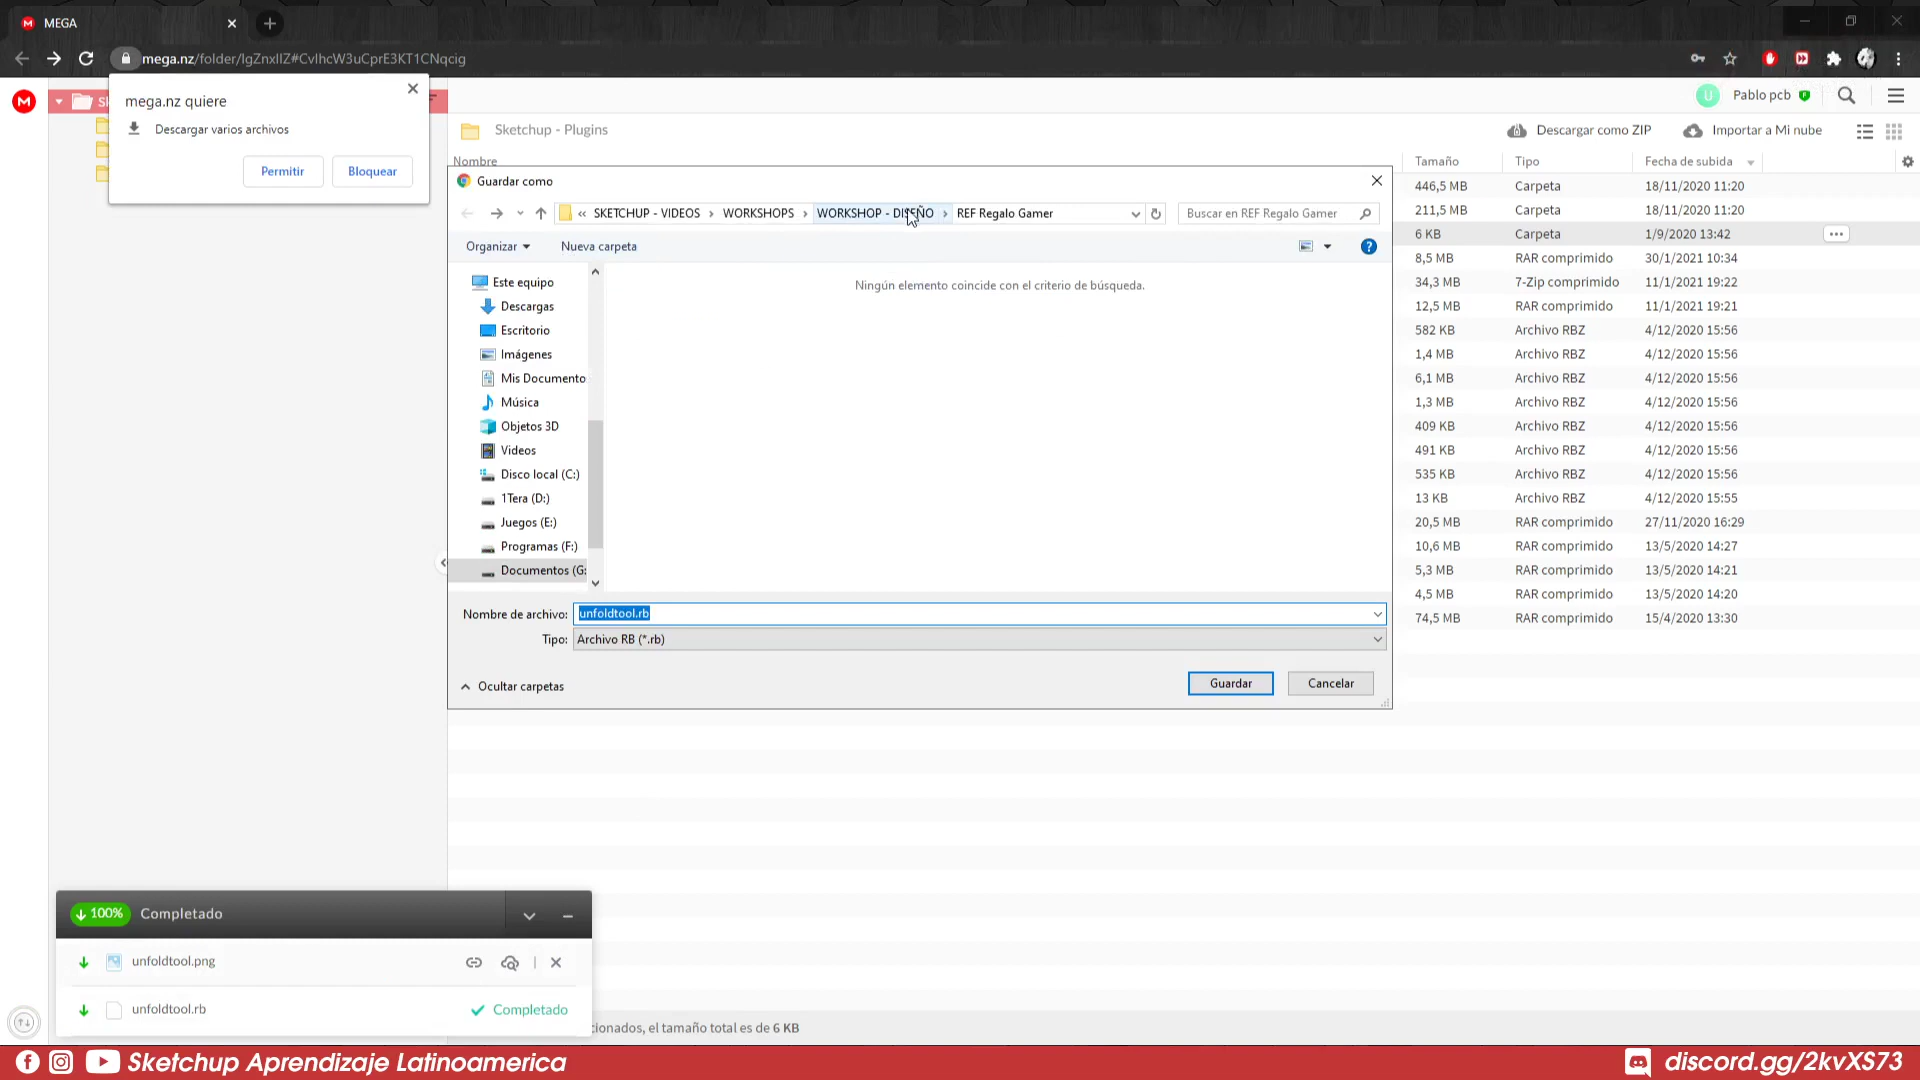 MEGA
mega.nz/folder/IgZnxIIZ#CvIhcW3uCprE3KT1CNqcig
mega.nz quiere
Descargar varios archivos
Permitir
Bloquear
Pablo pcb
Sketchup - Plugins
Descargar como ZIP
Importar a Mi nube
Nombre
Tamaño
Tipo
Fecha de subida
446,5 MB Carpeta 18/11/2020 11:20
211,5 MB Carpeta 18/11/2020 11:20
6 KB Carpeta 1/9/2020 13:42
8,5 MB RAR comprimido 30/1/2021 10:34
34,3 MB 7-Zip comprimido 11/1/2021 19:22
12,5 MB RAR comprimido 11/1/2021 19:21
582 KB Archivo RBZ 4/12/2020 15:56
1,4 MB Archivo RBZ 4/12/2020 15:56
6,1 MB Archivo RBZ 4/12/2020 15:56
1,3 MB Archivo RBZ 4/12/2020 15:56
409 KB Archivo RBZ 4/12/2020 15:56
491 KB Archivo RBZ 4/12/2020 15:56
535 KB Archivo RBZ 4/12/2020 15:56
13 KB Archivo RBZ 4/12/2020 15:55
20,5 MB RAR comprimido 27/11/2020 16:29
10,6 MB RAR comprimido 13/5/2020 14:27
5,3 MB RAR comprimido 13/5/2020 14:21
4,5 MB RAR comprimido 13/5/2020 14:20
74,5 MB RAR comprimido 15/4/2020 13:30
Guardar como
« SKETCHUP - VIDEOS › WORKSHOPS › WORKSHOP - DISEÑO › REF Regalo Gamer
Buscar en REF Regalo Gamer
Organizar
Nueva carpeta
Ningún elemento coincide con el criterio de búsqueda.
Este equipo
Descargas
Escritorio
Imágenes
Mis Documento
Música
Objetos 3D
Videos
Disco local (C:)
1Tera (D:)
Juegos (E:)
Programas (F:)
Documentos (G:
Nombre de archivo: unfoldtool.rb
Tipo: Archivo RB (*.rb)
Ocultar carpetas
Guardar
Cancelar
100% Completado
unfoldtool.png
unfoldtool.rb
Completado
cionados, el tamaño total es de 6 KB
Sketchup Aprendizaje Latinoamerica
discord.gg/2kvXS73